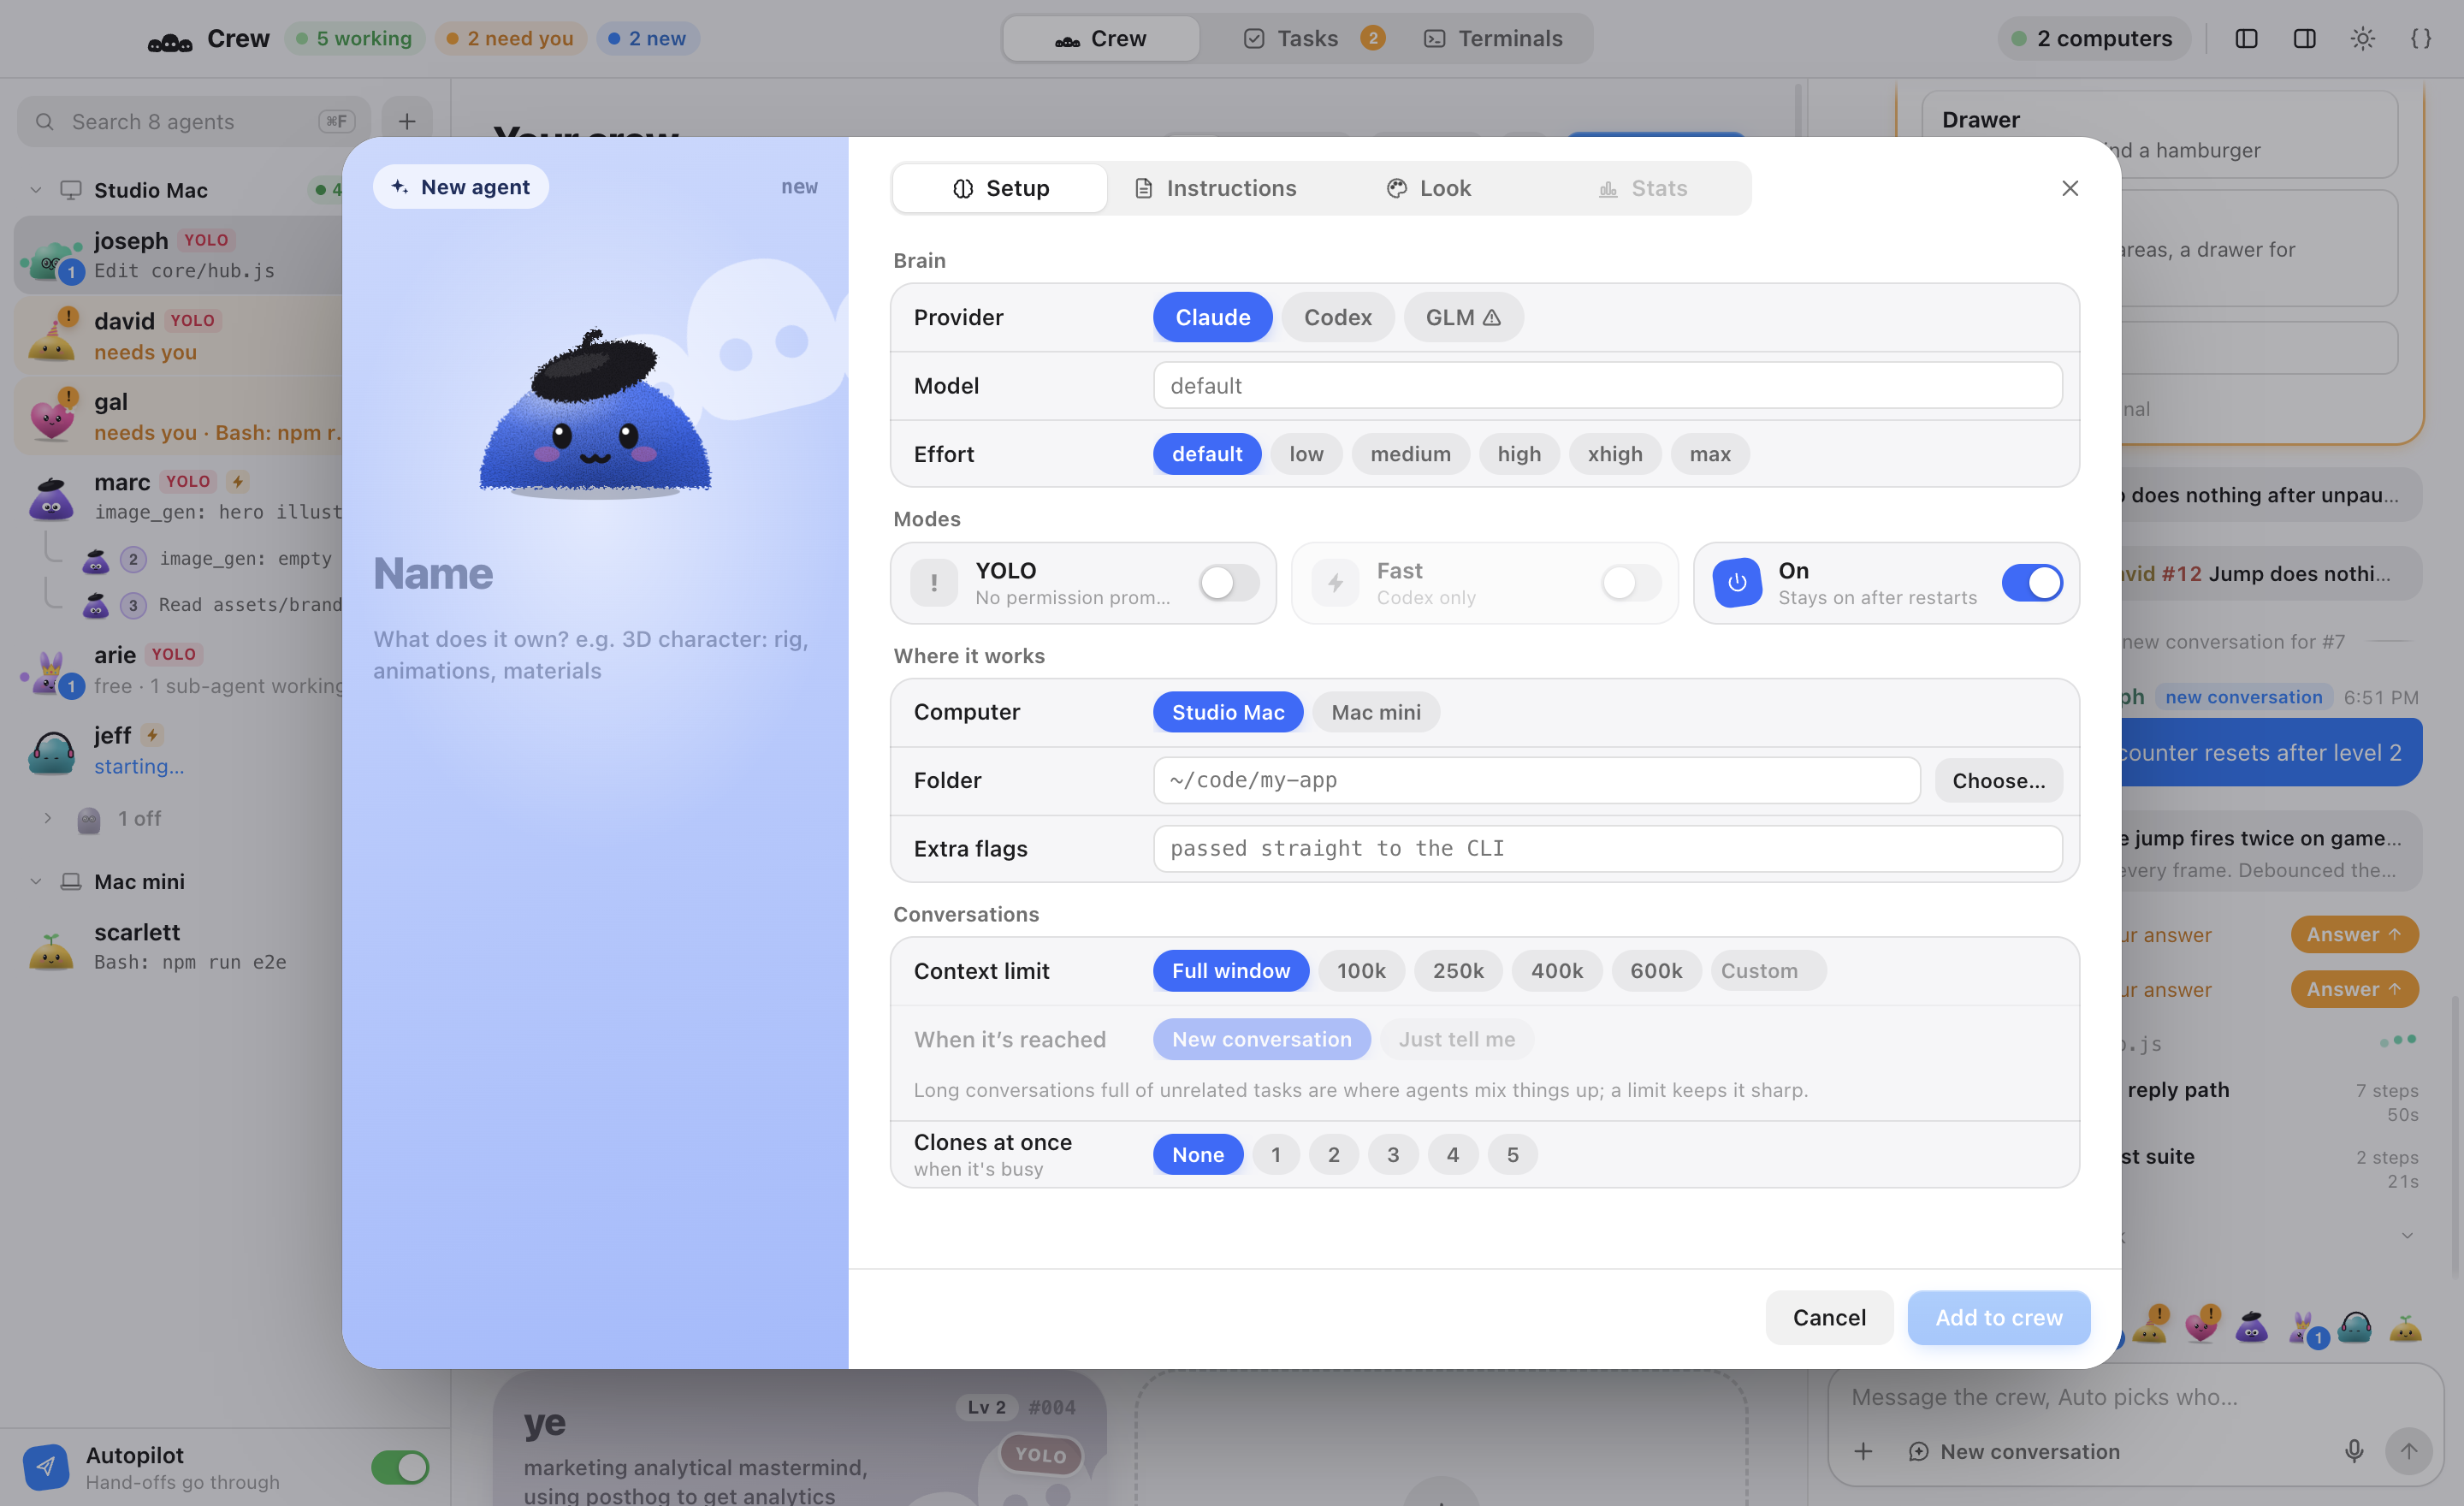 Crew
5 working
2 need you
2 new
Crew
Tasks
2
Terminals
2 computers
{ }
Search 8 agents
⌘F
Studio Mac
4
joseph
YOLO
1
Edit core/hub.js
david
YOLO
needs you
gal
needs you · Bash: npm r…
marc
YOLO
image_gen: hero illust
2
image_gen: empty
3
Read assets/brand
arie
YOLO
1
free · 1 sub-agent working
jeff
starting…
1 off
Mac mini
scarlett
Bash: npm run e2e
Autopilot
Hand-offs go through
Your crew
New agent
new
Name
What does it own? e.g. 3D character: rig,
animations, materials
Setup
Instructions
Look
Stats
Brain
Provider
Claude
Codex
GLM
Model
default
Effort
default
low
medium
high
xhigh
max
Modes
YOLO
No permission prom…
Fast
Codex only
On
Stays on after restarts
Where it works
Computer
Studio Mac
Mac mini
Folder
~/code/my-app
Choose…
Extra flags
passed straight to the CLI
Conversations
Context limit
Full window
100k
250k
400k
600k
Custom
When it’s reached
New conversation
Just tell me
Long conversations full of unrelated tasks are where agents mix things up; a limit keeps it sharp.
Clones at once
when it's busy
None
1
2
3
4
5
Cancel
Add to crew
ye
Lv 2
#004
YOLO
marketing analytical mastermind,
using posthog to get analytics
Drawer
and a hamburger
areas, a drawer for
does nothing after unpau…
#12 Jump does nothi…
new conversation for #7
new conversation
6:51 PM
counter resets after level 2
jump fires twice on game…
every frame. Debounced the…
answer
Answer ↑
answer
Answer ↑
.js
reply path
7 steps
50s
suite
2 steps
21s
1
Message the crew, Auto picks who…
New conversation